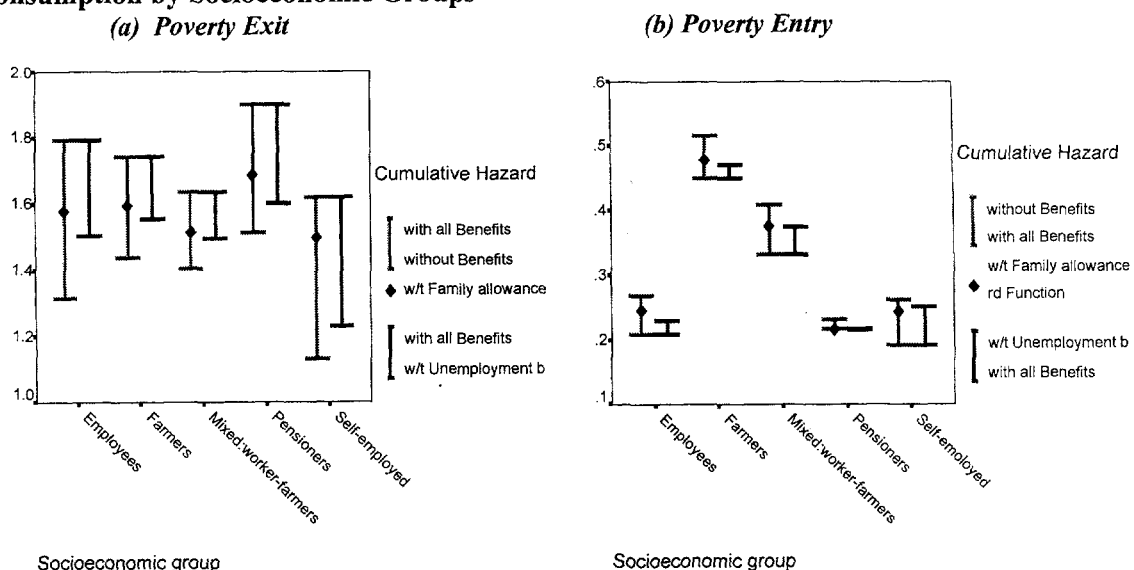 onsumption by Socioeconomic Groups
(a) Poverty Exit
2.0
1.8
1.6
1.4
1.2
1.0
Cumulative Hazard
with all Benefits
without Benefits
w/t Family allowance
with all Benefits
w/t Unemployment b
Employees
Farmers
Mixed:worker-farmers
Pensioners
Self-employed
Socioeconomic group
(b) Poverty Entry
.6
.5
.4
.3
.2
.1
Cumulative Hazard
without Benefits
with all Benefits
w/t Family allowance
rd Function
w/t Unemployment b
with all Benefits
Employees
Farmers
Mixed:worker-farmers
Pensioners
Self-emoloyed
Socioeconomic group